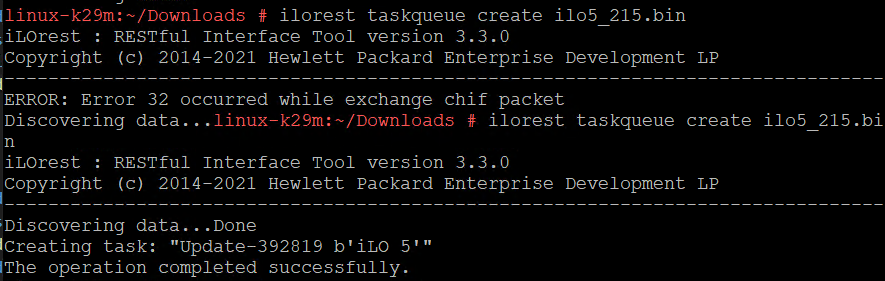 linux-k29m:~/Downloads # ilorest taskqueue create ilo5_215.bin
iLOrest : RESTful Interface Tool version 3.3.0
Copyright (c) 2014-2021 Hewlett Packard Enterprise Development LP
--------------------------------------------------------------------------------
ERROR: Error 32 occurred while exchange chif packet
Discovering data...linux-k29m:~/Downloads # ilorest taskqueue create ilo5_215.bi
n
iLOrest : RESTful Interface Tool version 3.3.0
Copyright (c) 2014-2021 Hewlett Packard Enterprise Development LP
--------------------------------------------------------------------------------
Discovering data...Done
Creating task: "Update-392819 b'iLO 5'"
The operation completed successfully.